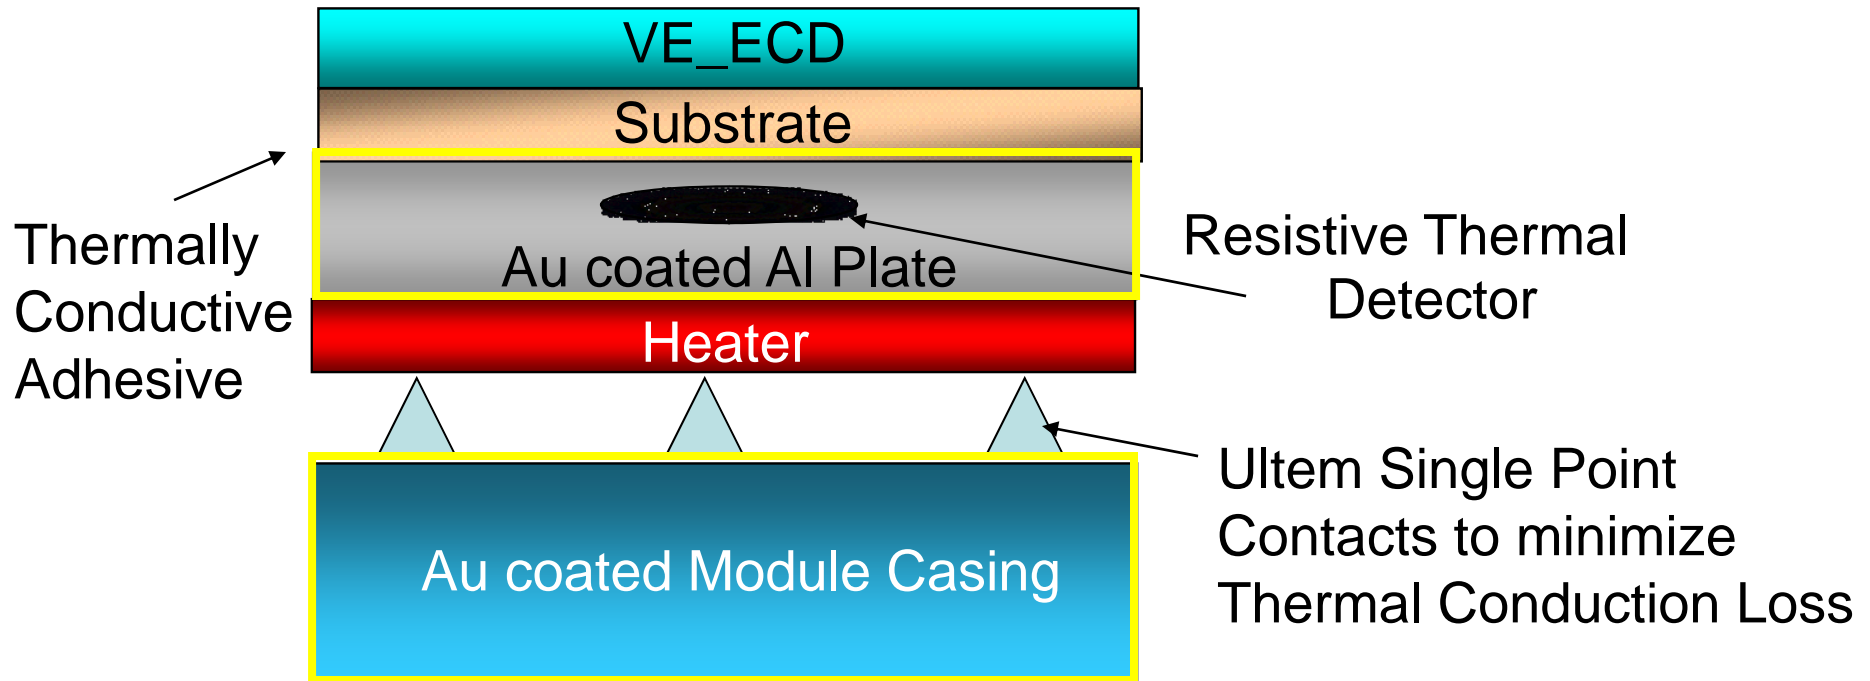 VE_ECD
Substrate
Thermally
Conductive
Adhesive
Au coated Al Plate
Resistive Thermal
Detector
Heater
Ultem Single Point
Contacts to minimize
Thermal Conduction Loss
Au coated Module Casing